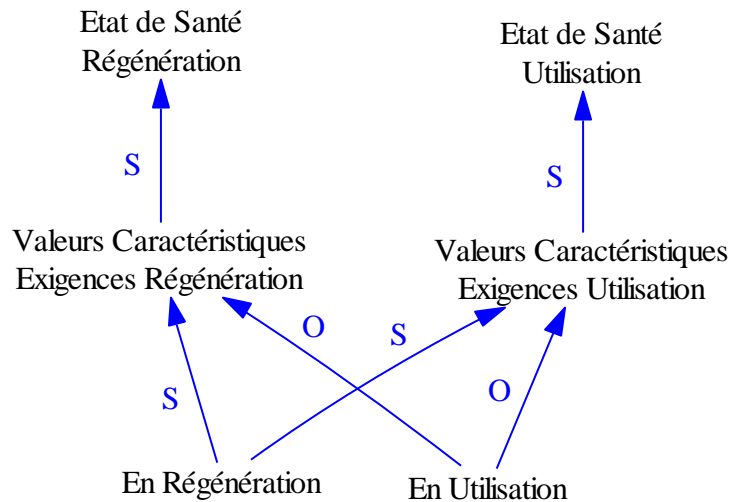 Etat de Santé
Régénération
Etat de Santé
Utilisation
S
S
Valeurs Caractéristiques
Exigences Régénération
Valeurs Caractéristiques
Exigences Utilisation
O
S
S
O
En Régénération
En Utilisation